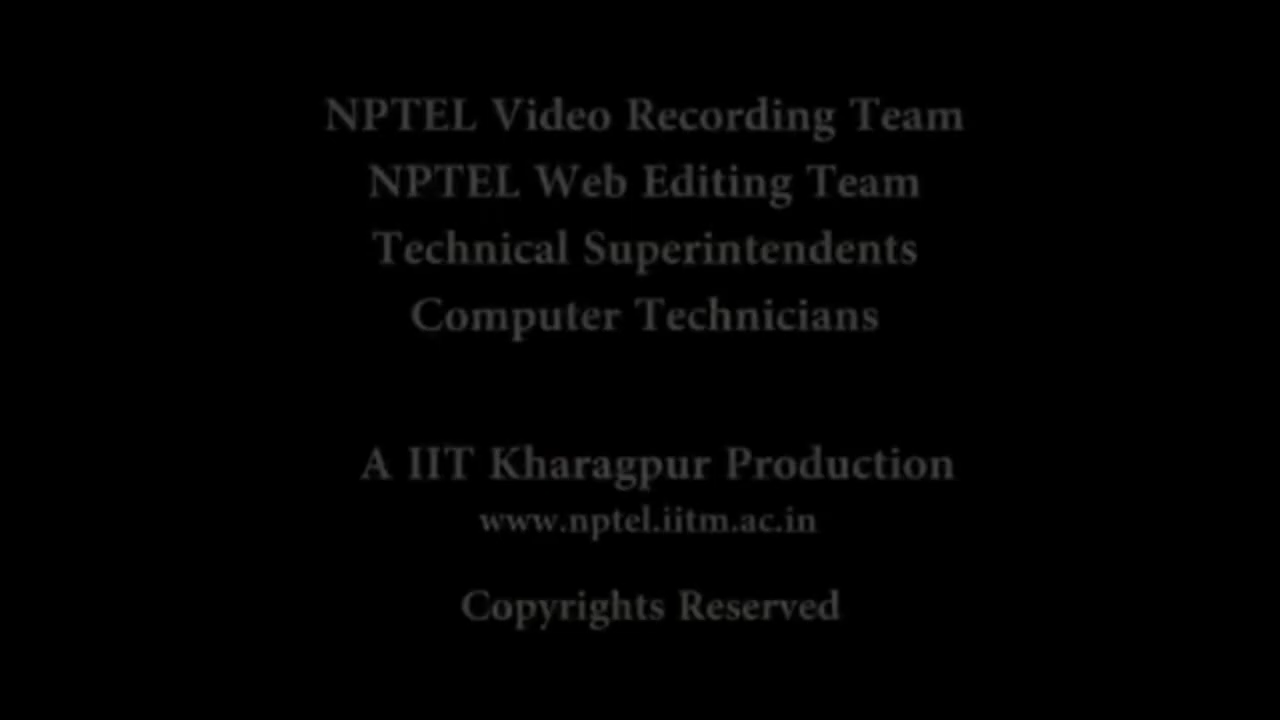 NPTEL Video Recording Team
NPTEL Web Editing Team
Technical Superintendents
Computer Technicians
A IIT Kharagpur Production
www.nptel.iitm.ac.in
Copyrights Reserved